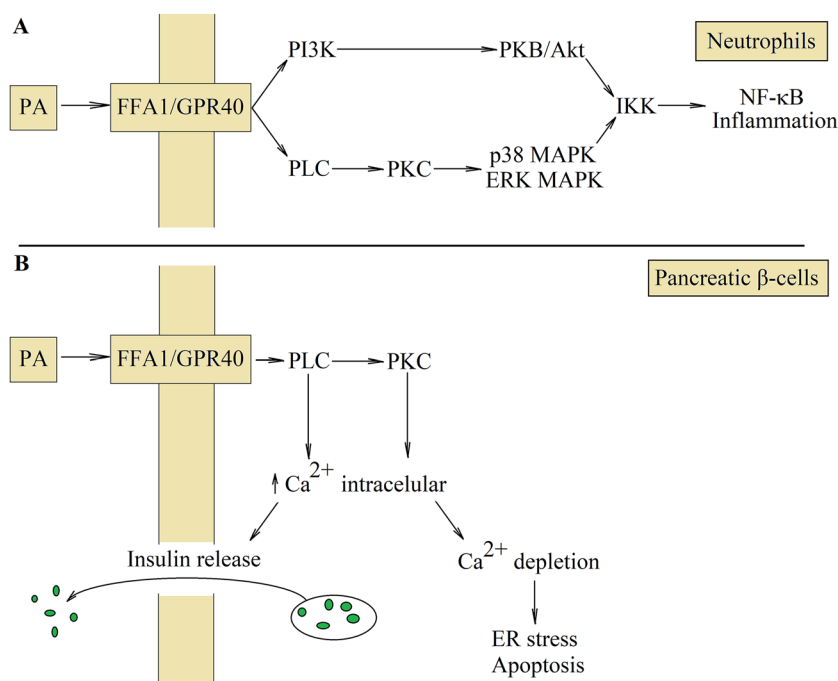 A
Neutrophils
PI3K
PKB/Akt
PA
FFA1/GPR40
IKK
NF-κB
Inflammation
PLC
PKC
p38 MAPK
ERK MAPK
B
Pancreatic β-cells
PA
FFA1/GPR40
PLC
PKC
Ca2+ intracelular
Insulin release
Ca2+ depletion
ER stress
Apoptosis